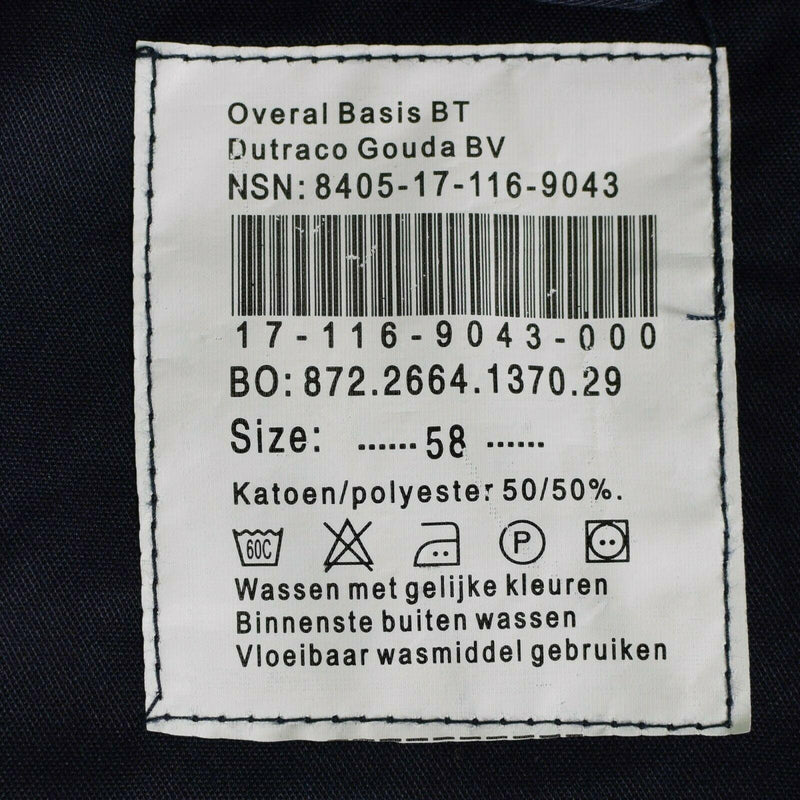 Overal Basis BT
Dutraco Gouda BV
NSN: 8405-17-116-9043
17-116-9043-000
BO: 872.2664.1370.29
Size: ...... 58 ......
Katoen/polyester 50/50%.
60C P
Wassen met gelijke kleuren
Binnenste buiten wassen
Vloeibaar wasmiddel gebruiken